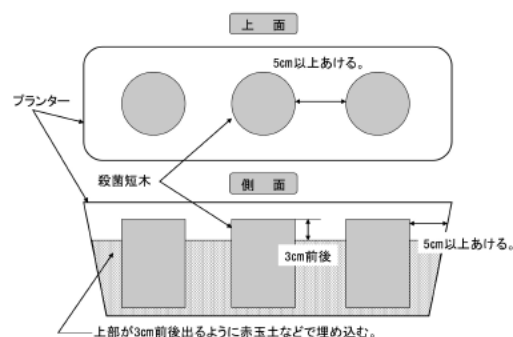 上　面
5cm以上あける。
プランター
殺菌短木
側　面
3cm前後
5cm以上あける。
上部が3cm前後出るように赤玉土などで埋め込む。